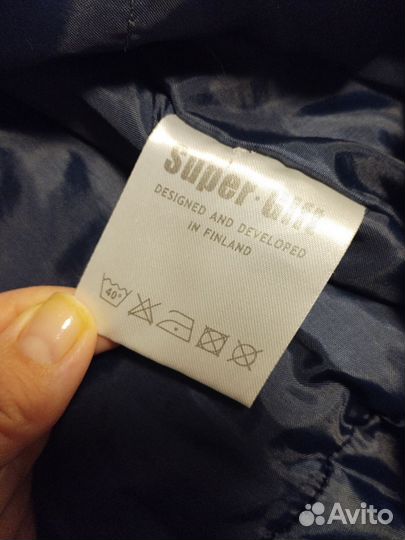 Super·Gift
DESIGNED AND DEVELOPED
IN FINLAND
40°
Avito